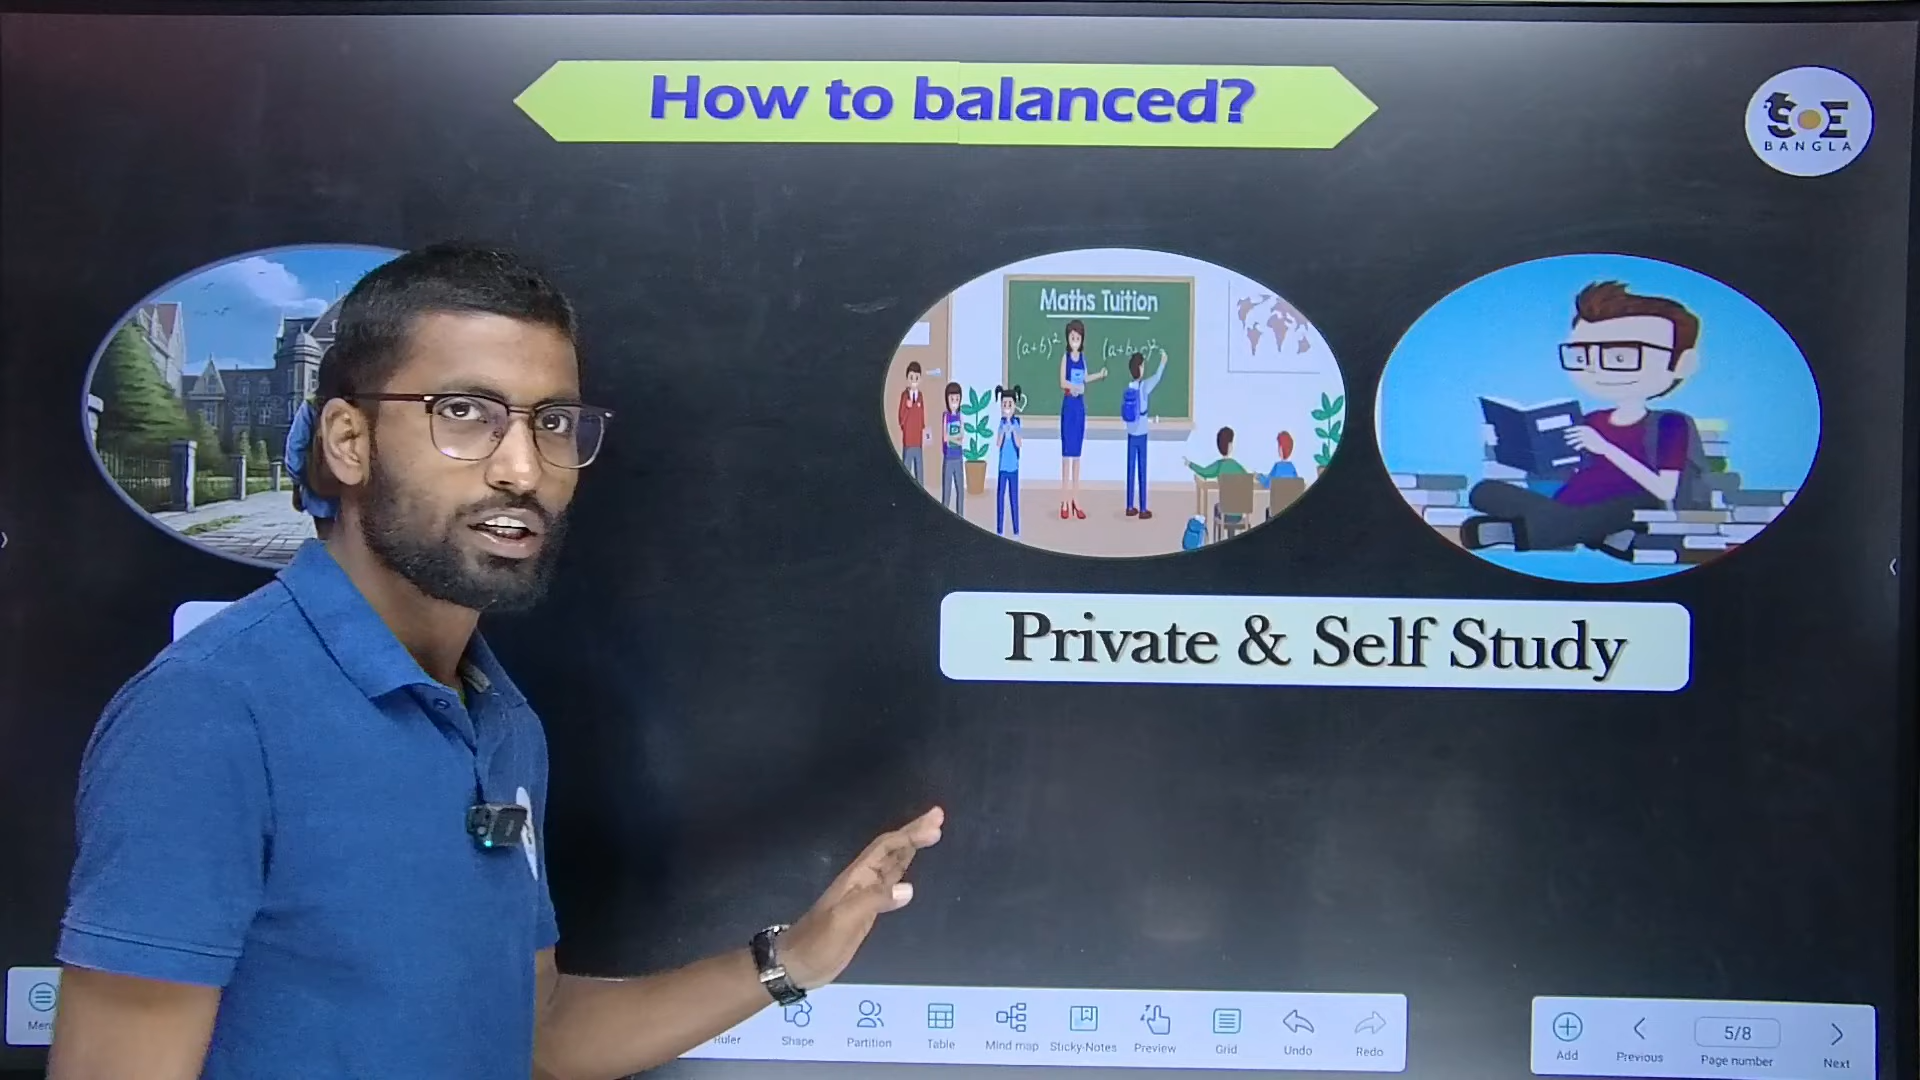 How to balanced?
SOE
BANGLA
Maths Tuition
(a+b)²
Private & Self Study
Shape
Partition
Table
Mind map
Sticky-Notes
Preview
Grid
Undo
Redo
Add
Previous
5/8
Page number
Next